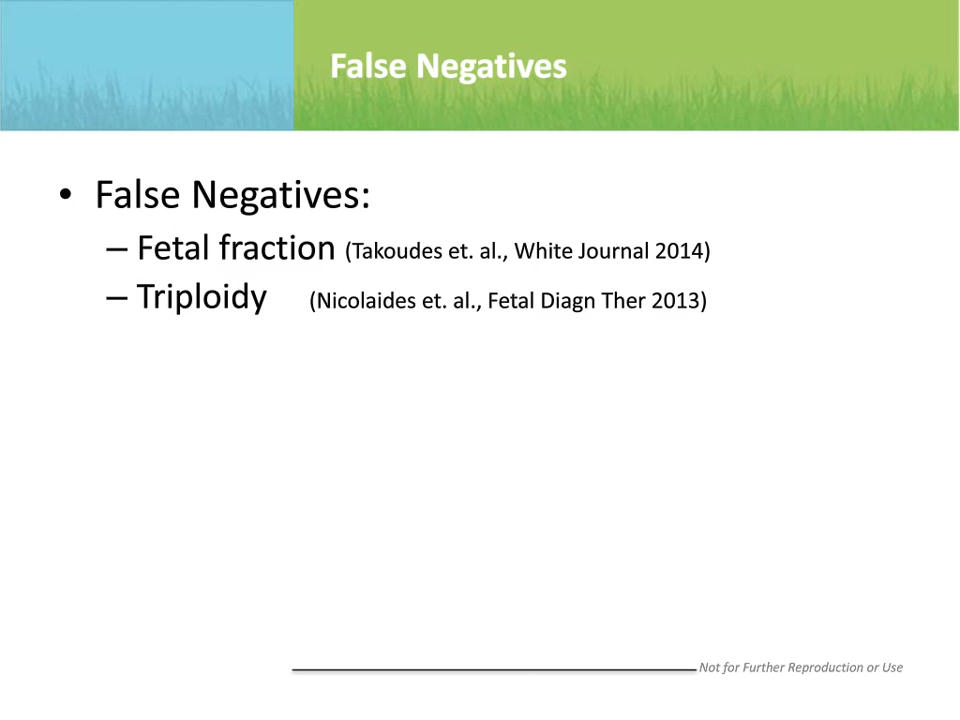 False Negatives
• False Negatives:
– Fetal fraction (Takoudes et. al., White Journal 2014)
– Triploidy (Nicolaides et. al., Fetal Diagn Ther 2013)
Not for Further Reproduction or Use